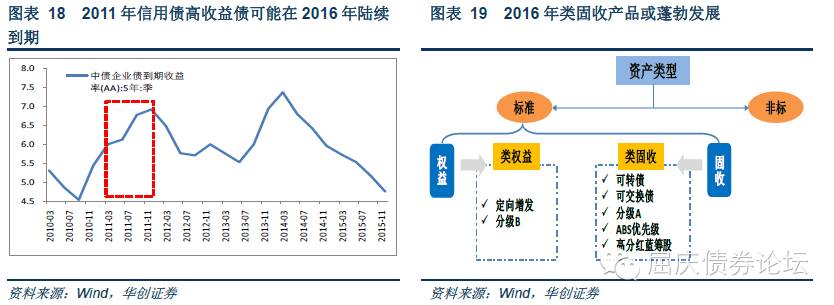 图表 18 2011 年信用债高收益债可能在 2016 年陆续
到期
8.0
7.5
7.0
6.5
6.0
5.5
5.0
4.5
中债企业债到期收益
率(AA):5年:季
2010-03
2010-07
2010-11
2011-03
2011-07
2011-11
2012-03
2012-07
2012-11
2013-03
2013-07
2013-11
2014-03
2014-07
2014-11
2015-03
2015-07
2015-11
资料来源：Wind，华创证券
图表 19 2016 年类固收产品或蓬勃发展
资产类型
标准
非标
权益
类权益
类固收
固收
✓ 定向增发
✓ 分级B
✓ 可转债
✓ 可交换债
✓ 分级A
✓ ABS优先级
✓ 高分红蓝筹股
屈庆债券论坛
资料来源：Wind，华创证券